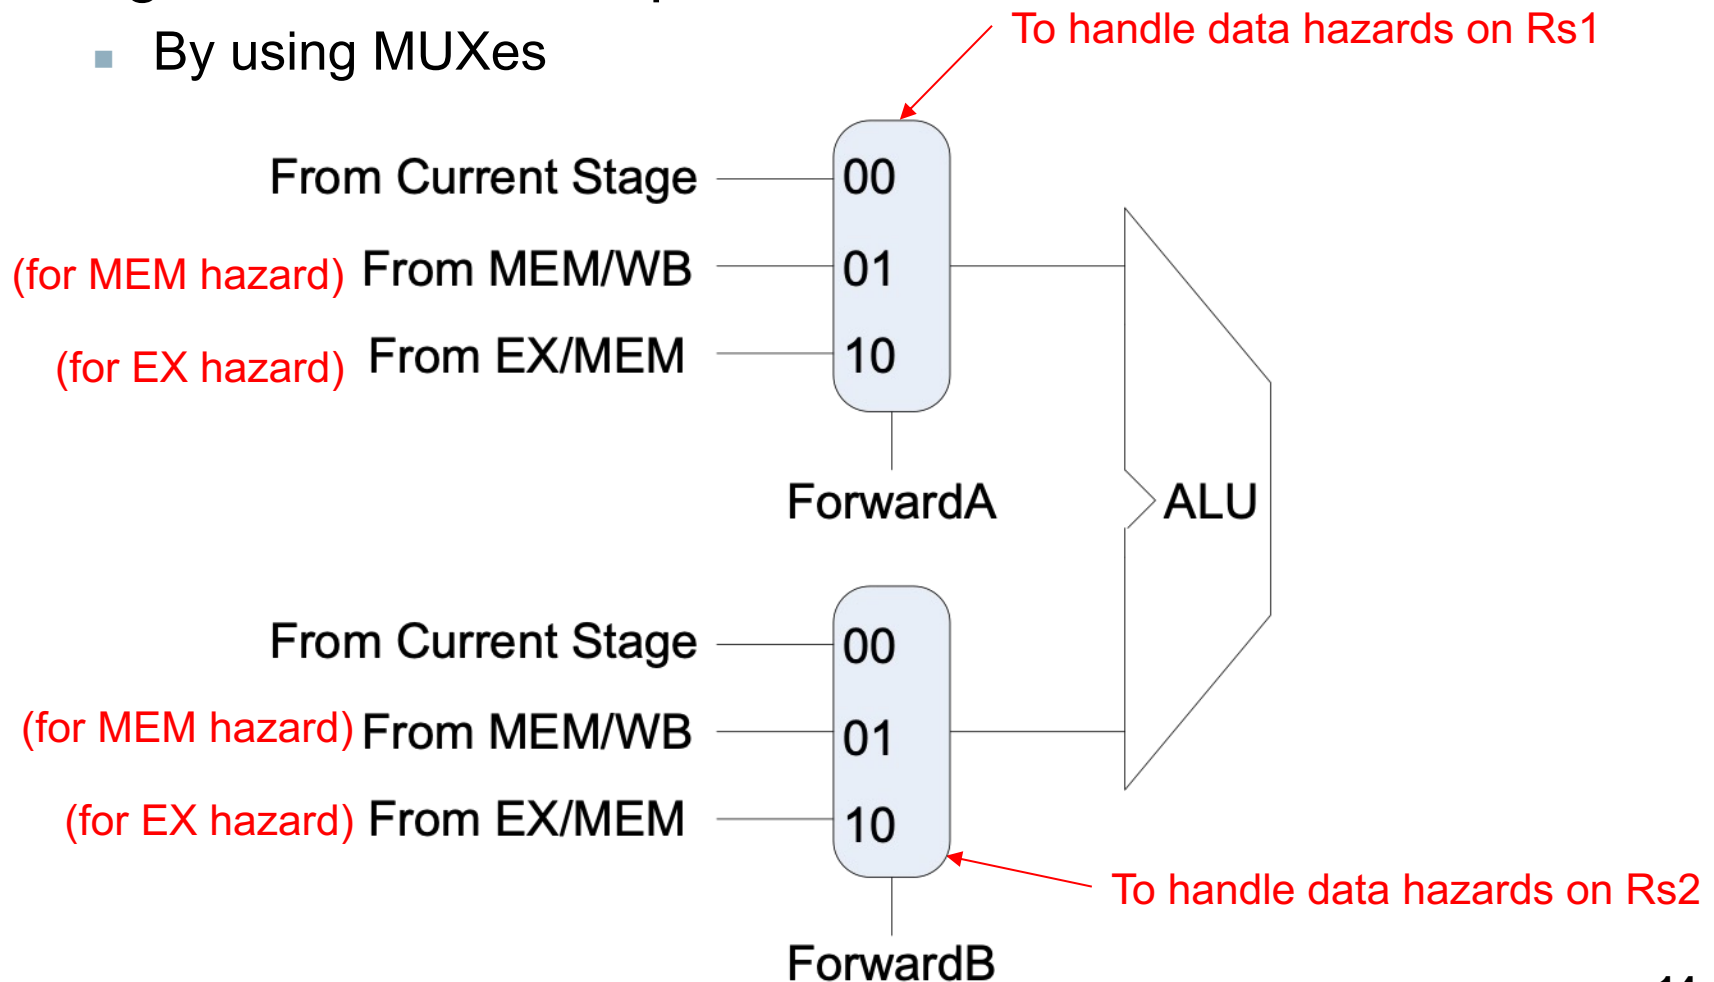 By using MUXes
To handle data hazards on Rs1
From Current Stage 00
(for MEM hazard) From MEM/WB 01
(for EX hazard) From EX/MEM 10
ForwardA
ALU
From Current Stage 00
(for MEM hazard) From MEM/WB 01
(for EX hazard) From EX/MEM 10
To handle data hazards on Rs2
ForwardB